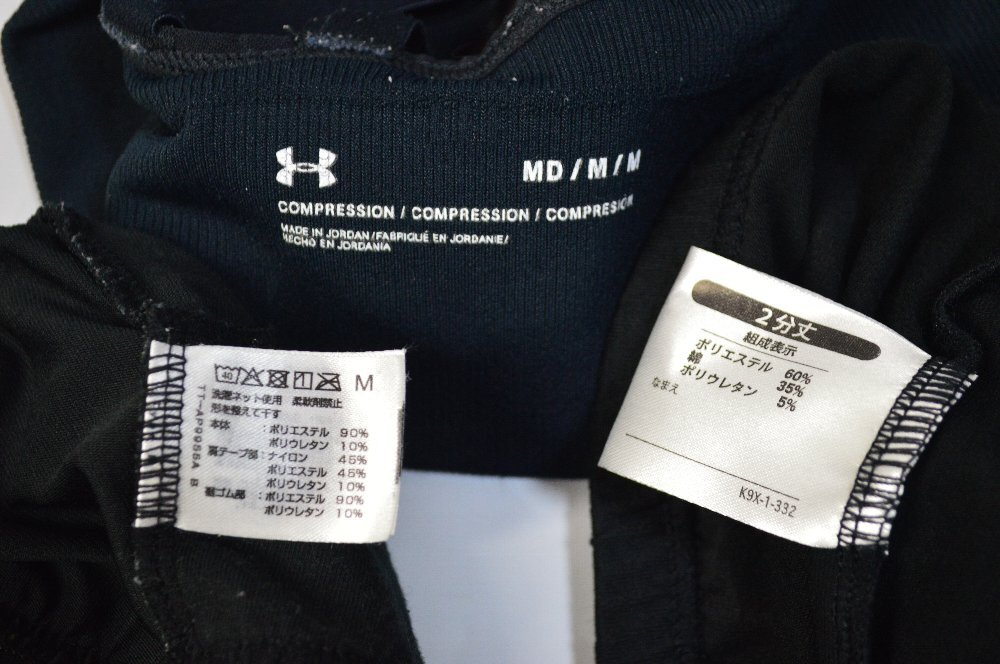 MD / M / M
COMPRESSION / COMPRESSION / COMPRESIÓN
MADE IN JORDAN/FABRIQUÉ EN JORDANIE/
HECHO EN JORDANIA
40 M
洗濯ネット使用 柔軟剤禁止
形を整えて干す
本体 :ポリエステル 90%
ポリウレタン 10%
裏テープ部:ナイロン 45%
ポリエステル 45%
ポリウレタン 10%
裾ゴム部:ポリエステル 90%
ポリウレタン 10%
TT-AP9955A B
2分丈
組成表示
ポリエステル 60%
綿 35%
ポリウレタン 5%
なまえ
K9X-1-332